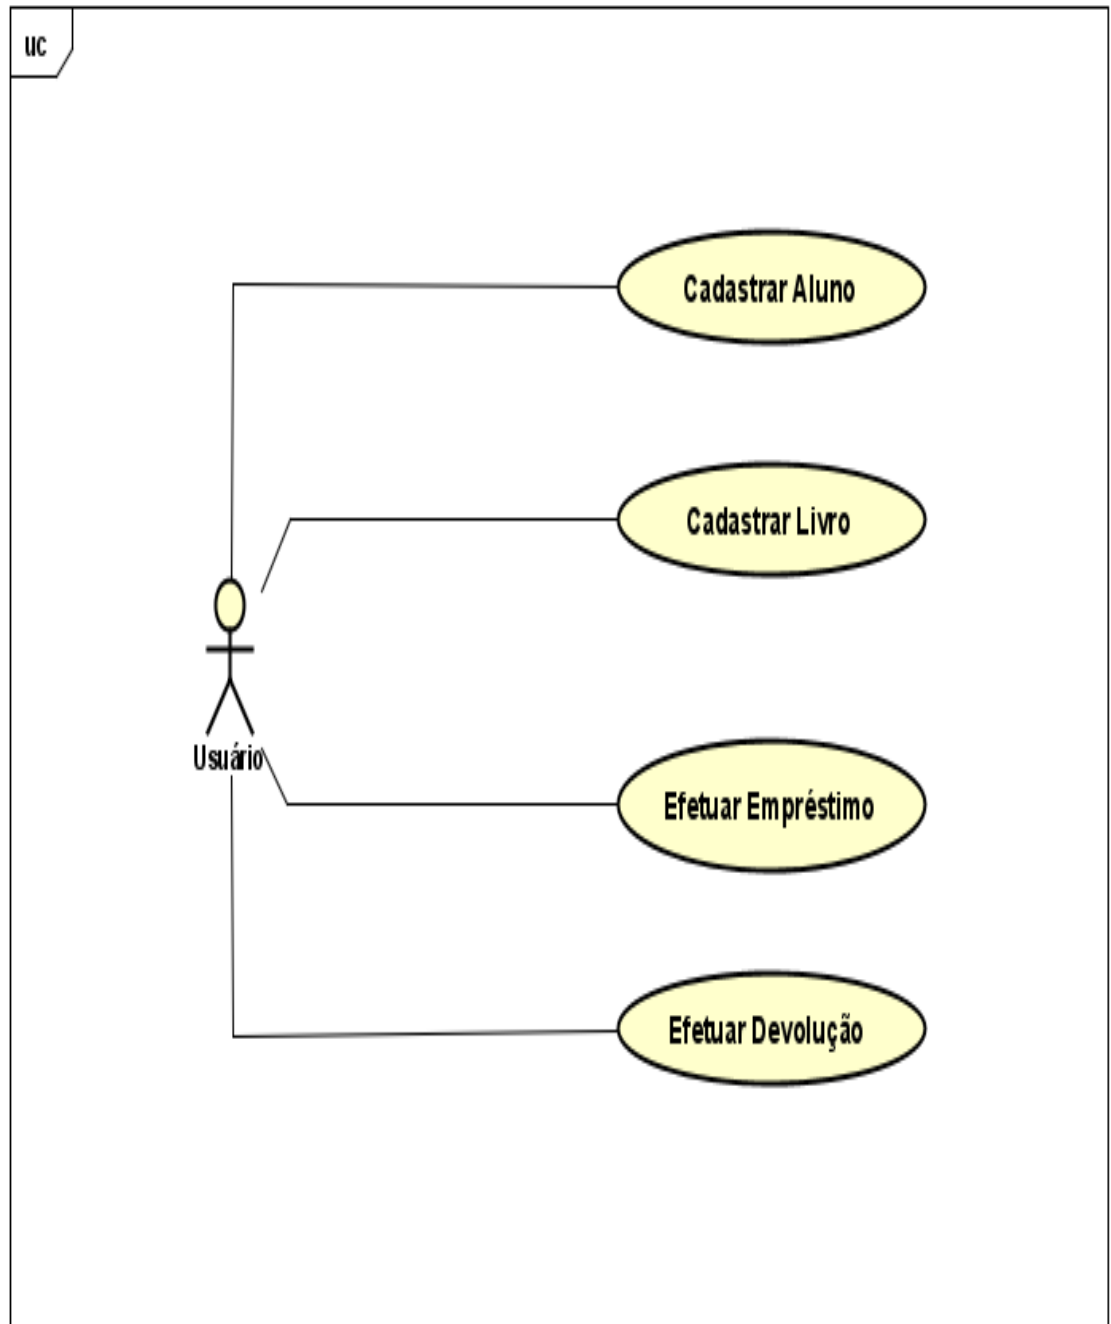 uc
Cadastrar Aluno
Cadastrar Livro
Usuário
Efetuar Empréstimo
Efetuar Devolução